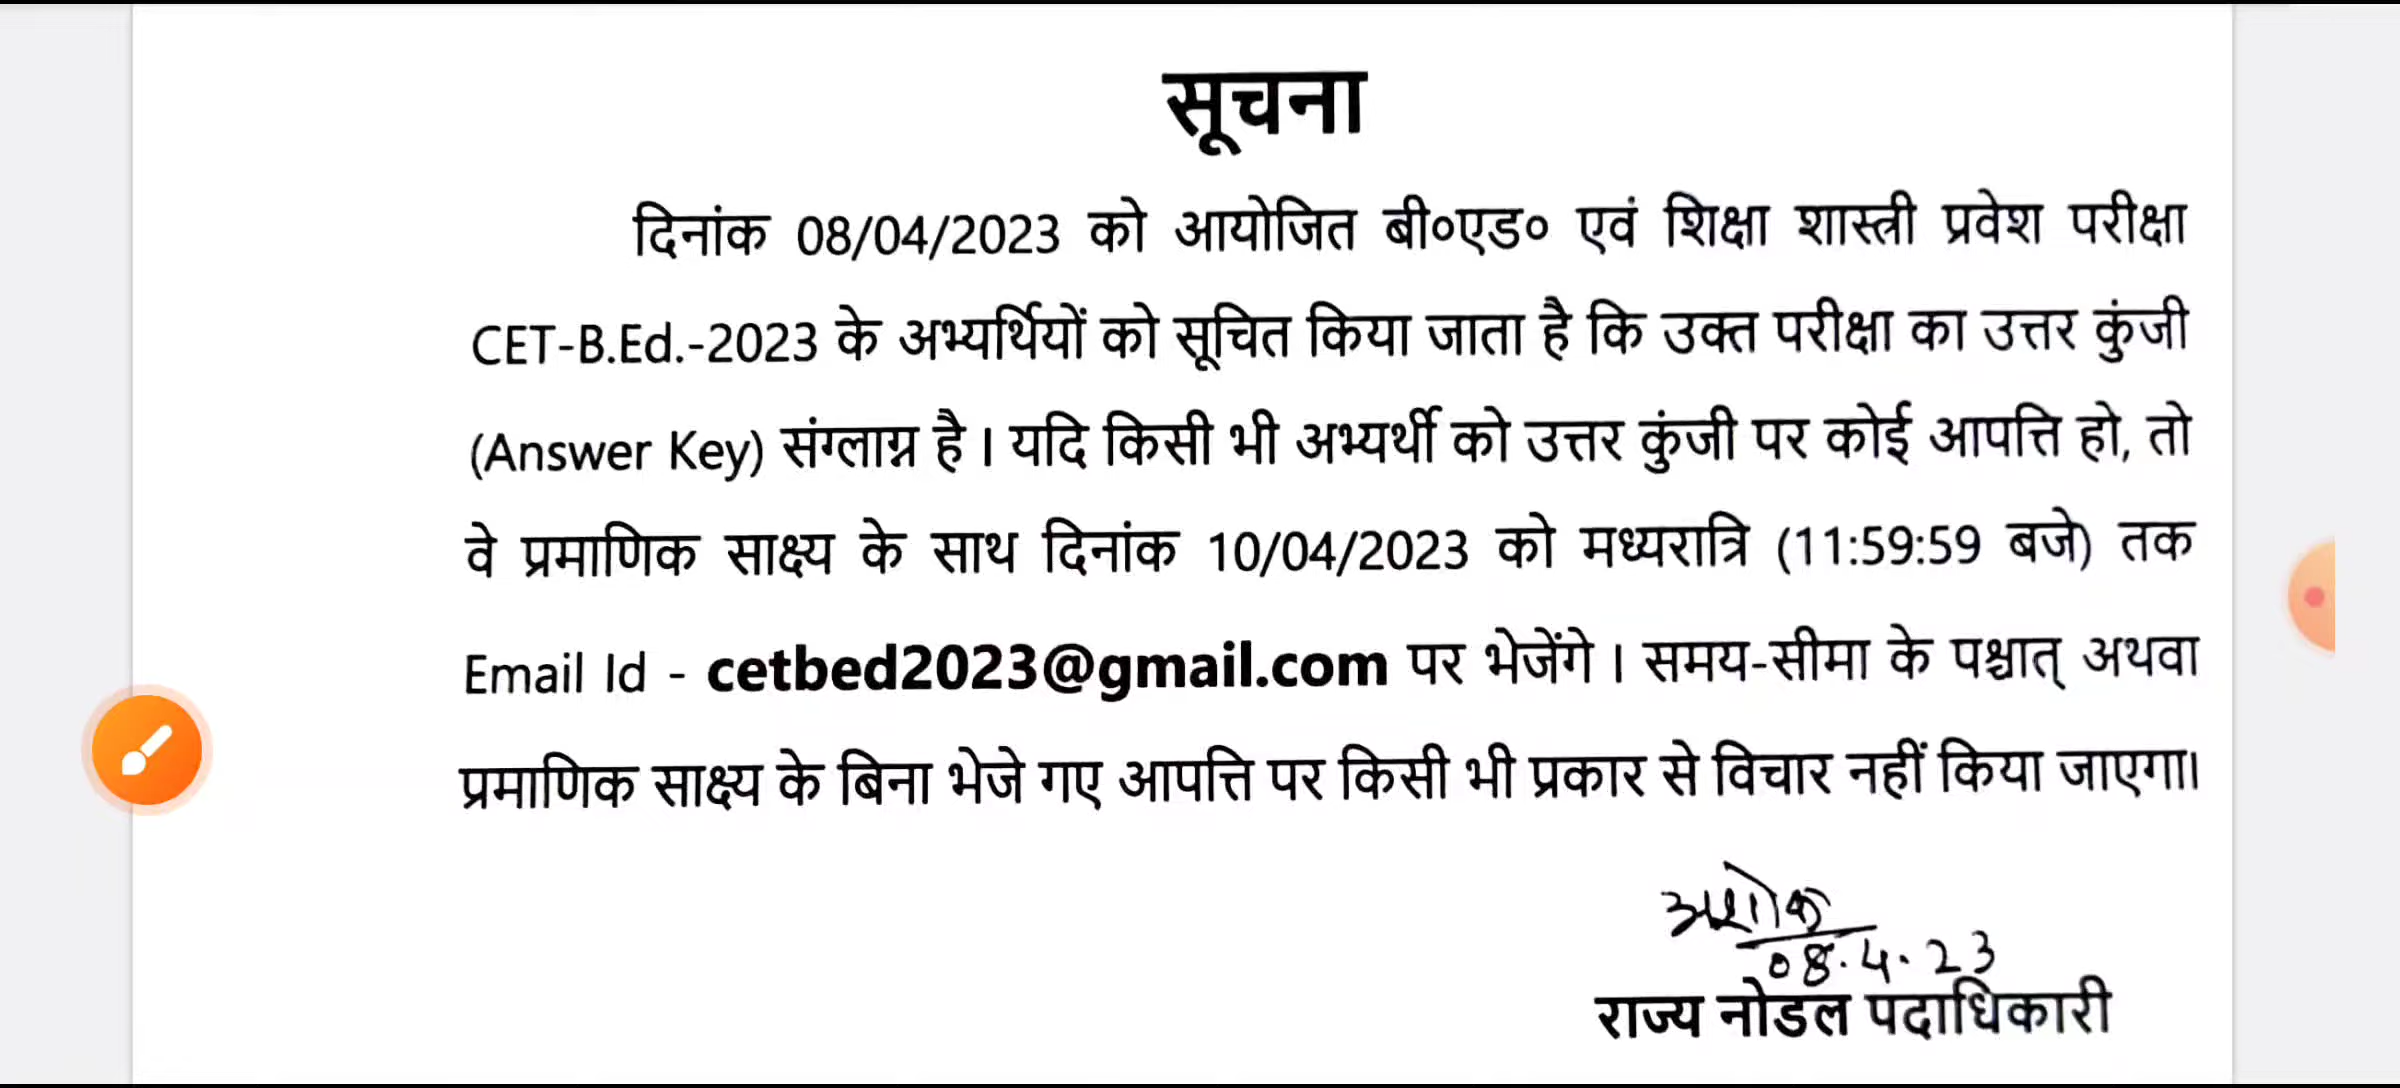 सूचना
दिनांक 08/04/2023 को आयोजित बी०एड० एवं शिक्षा शास्त्री प्रवेश परीक्षा
CET-B.Ed.-2023 के अभ्यर्थियों को सूचित किया जाता है कि उक्त परीक्षा का उत्तर कुंजी
(Answer Key) संग्लाग्न है । यदि किसी भी अभ्यर्थी को उत्तर कुंजी पर कोई आपत्ति हो, तो
वे प्रमाणिक साक्ष्य के साथ दिनांक 10/04/2023 को मध्यरात्रि (11:59:59 बजे) तक
Email Id - cetbed2023@gmail.com पर भेजेंगे । समय-सीमा के पश्चात् अथवा
प्रमाणिक साक्ष्य के बिना भेजे गए आपत्ति पर किसी भी प्रकार से विचार नहीं किया जाएगा।
अशोक
08.4.23
राज्य नोडल पदाधिकारी